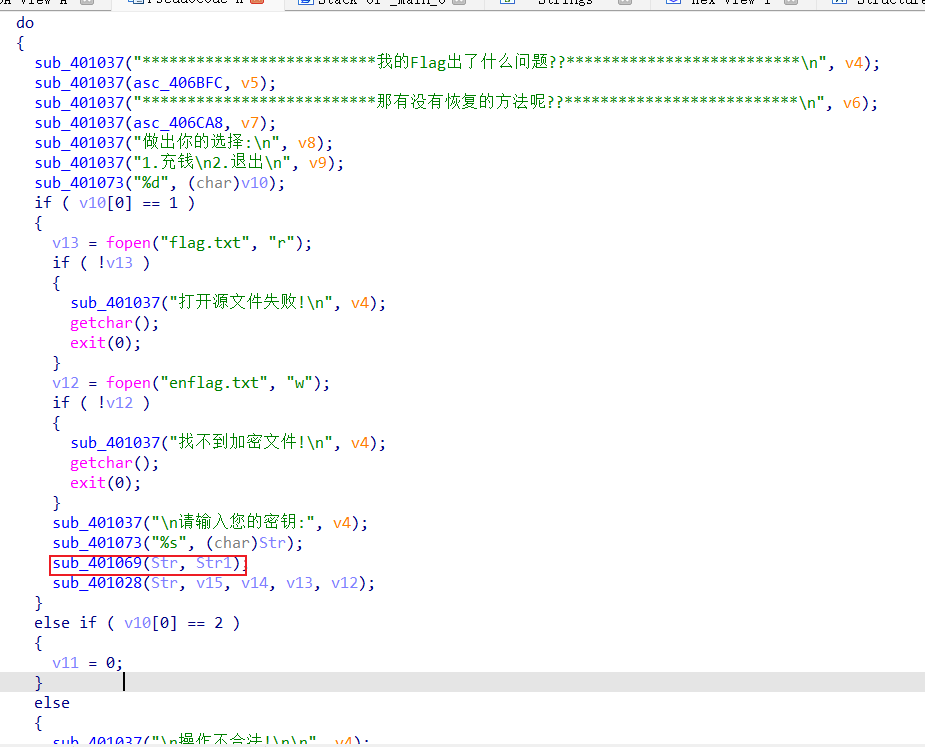 Stack of _main_0 Strings Hex View 1
do
{
sub_401037("**************************我的Flag出了什么问题??**************************\n", v4);
sub_401037(asc_406BFC, v5);
sub_401037("**************************那有没有恢复的方法呢??**************************\n", v6);
sub_401037(asc_406CA8, v7);
sub_401037("做出你的选择:\n", v8);
sub_401037("1.充钱\n2.退出\n", v9);
sub_401073("%d", (char)v10);
if ( v10[0] == 1 )
{
v13 = fopen("flag.txt", "r");
if ( !v13 )
{
sub_401037("打开源文件失败!\n", v4);
getchar();
exit(0);
}
v12 = fopen("enflag.txt", "w");
if ( !v12 )
{
sub_401037("找不到加密文件!\n", v4);
getchar();
exit(0);
}
sub_401037("\n请输入您的密钥:", v4);
sub_401073("%s", (char)Str);
sub_401069(Str, Str1);
sub_401028(Str, v15, v14, v13, v12);
}
else if ( v10[0] == 2 )
{
v11 = 0;
}
else
{
sub_401037("\n操作不合法!\n\n", v4);